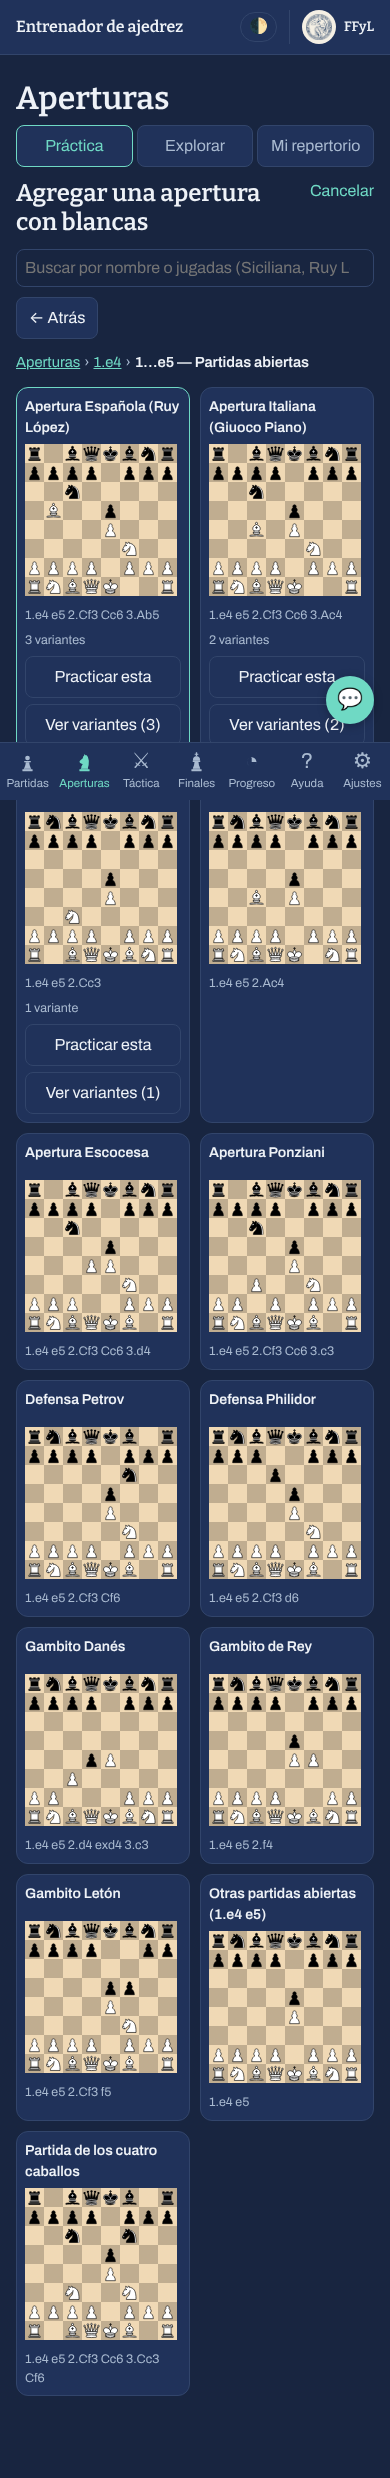 Entrenador de ajedrez
FFyL
Aperturas
Práctica
Explorar
Mi repertorio
Agregar una apertura
con blancas
Cancelar
Buscar por nombre o jugadas (Siciliana, Ruy L
← Atrás
Aperturas › 1.e4 › 1…e5 — Partidas abiertas
Apertura Española (Ruy
López)
1.e4 e5 2.Cf3 Cc6 3.Ab5
3 variantes
Practicar esta
Ver variantes (3)
Apertura Italiana
(Giuoco Piano)
1.e4 e5 2.Cf3 Cc6 3.Ac4
2 variantes
Practicar esta
Ver variantes (2)
Partidas
Aperturas
Táctica
Finales
Progreso
?
Ayuda
Ajustes
1.e4 e5 2.Cc3
1 variante
Practicar esta
Ver variantes (1)
1.e4 e5 2.Ac4
Apertura Escocesa
1.e4 e5 2.Cf3 Cc6 3.d4
Apertura Ponziani
1.e4 e5 2.Cf3 Cc6 3.c3
Defensa Petrov
1.e4 e5 2.Cf3 Cf6
Defensa Philidor
1.e4 e5 2.Cf3 d6
Gambito Danés
1.e4 e5 2.d4 exd4 3.c3
Gambito de Rey
1.e4 e5 2.f4
Gambito Letón
1.e4 e5 2.Cf3 f5
Otras partidas abiertas
(1.e4 e5)
1.e4 e5
Partida de los cuatro
caballos
1.e4 e5 2.Cf3 Cc6 3.Cc3
Cf6